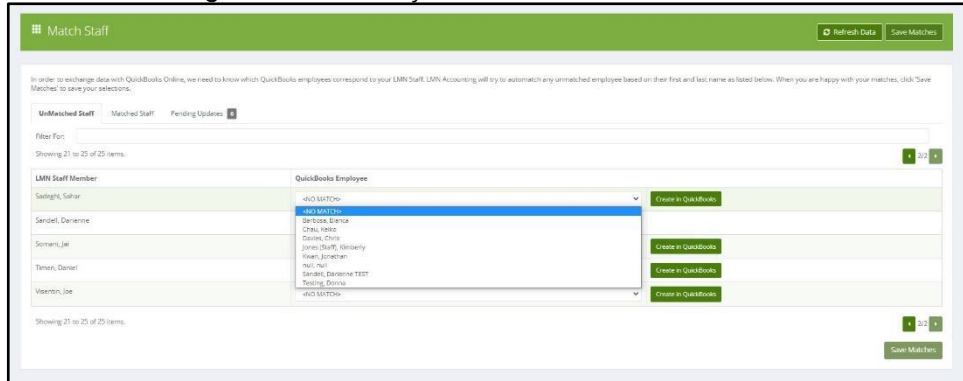 Match Staff
Refresh Data Save Matches
In order to exchange data with QuickBooks Online, we need to know which QuickBooks employees correspond to your LMN Staff. LMN Accounting will try to automatch any unmatched employee based on their first and last name as listed below. When you are happy with your matches, click 'Save
Matches' to save your selections.
UnMatched Staff Matched Staff Pending Updates 0
Filter For:
Showing 21 to 25 of 25 items. 2/2
LMN Staff Member QuickBooks Employee
Sadeghi, Sahar <NO MATCH> Create in QuickBooks
<NO MATCH>
Barbosa, Bianca
Sandell, Darienne
Chau, Keiko
Davies, Chris
Jones (Staff), Kimberly
Somani, Jai Create in QuickBooks
Kwan, Jonathan
null, null
Timen, Daniel Create in QuickBooks
Sandell, Darienne TEST
Testing, Donna
Visentin, Joe <NO MATCH> Create in QuickBooks
Showing 21 to 25 of 25 items. 2/2
Save Matches